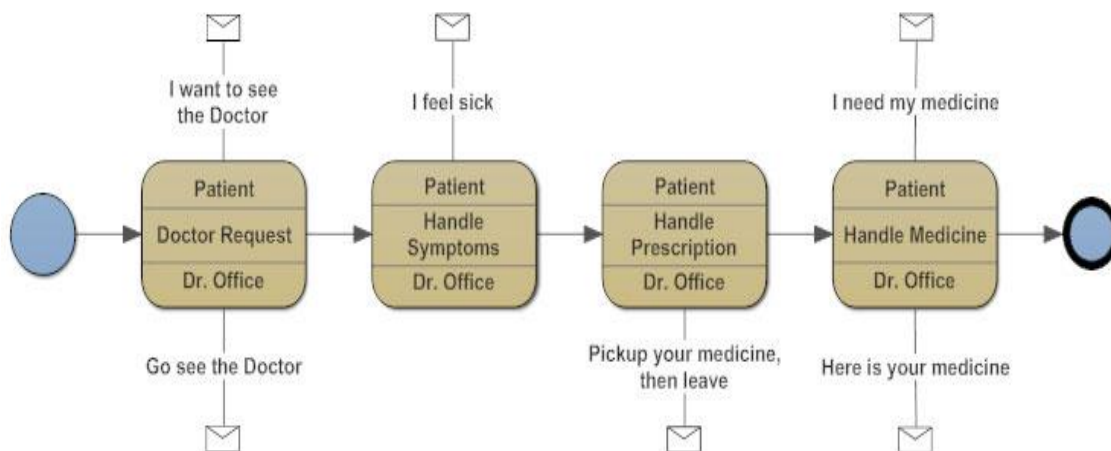 I want to see
the Doctor
I feel sick
I need my medicine
Patient
Doctor Request
Dr. Office
Patient
Handle
Symptoms
Dr. Office
Patient
Handle
Prescription
Dr. Office
Patient
Handle Medicine
Dr. Office
Go see the Doctor
Pickup your medicine,
then leave
Here is your medicine